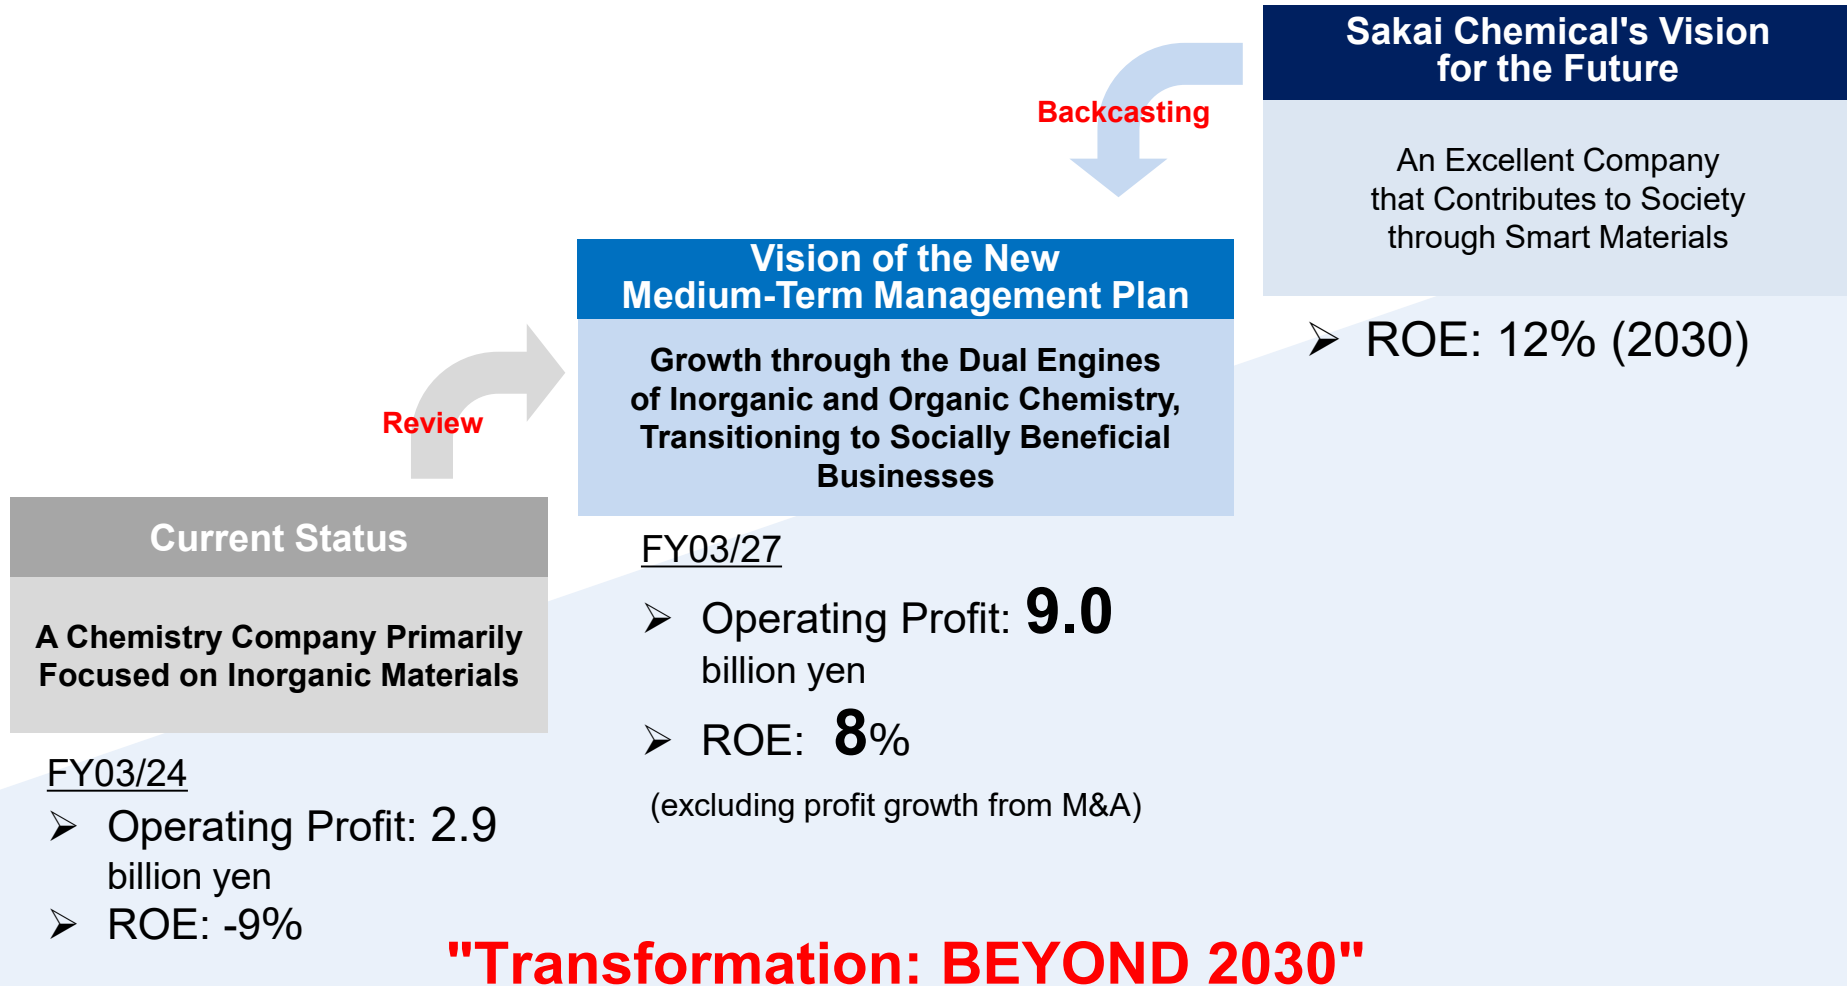 Sakai Chemical's Vision
for the Future
Backcasting
An Excellent Company
that Contributes to Society
through Smart Materials
Vision of the New
Medium-Term Management Plan
➢ ROE: 12% (2030)
Growth through the Dual Engines
of Inorganic and Organic Chemistry,
Transitioning to Socially Beneficial
Businesses
Review
Current Status
A Chemistry Company Primarily
Focused on Inorganic Materials
FY03/27
➢ Operating Profit: 9.0
billion yen
➢ ROE: 8%
(excluding profit growth from M&A)
FY03/24
➢ Operating Profit: 2.9
billion yen
➢ ROE: -9%
"Transformation: BEYOND 2030"